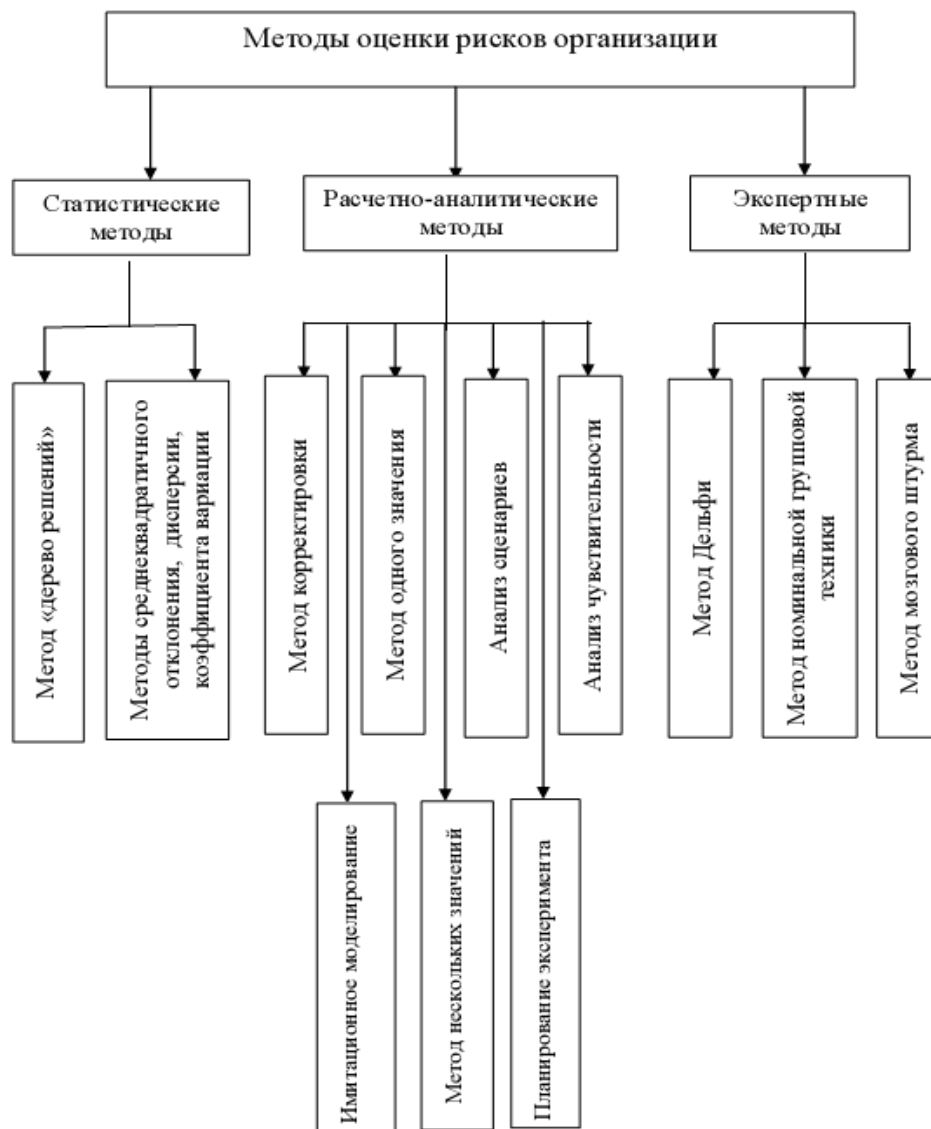 Методы оценки рисков организации
Статистические
методы
Расчетно-аналитические
методы
Экспертные
методы
Метод «дерево решений»
Методы среднеквадратичного
отклонения, дисперсии,
коэффициента вариации
Метод корректировки
Метод одного значения
Анализ сценариев
Анализ чувствительности
Метод Дельфи
Метод номинальной групповой
техники
Метод мозгового штурма
Имитационное моделирование
Метод нескольких значений
Планирование эксперимента